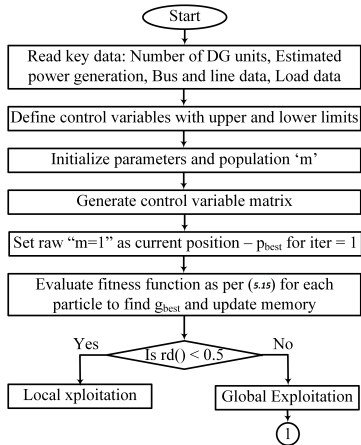 Start
Read key data: Number of DG units, Estimated
power generation, Bus and line data, Load data
Define control variables with upper and lower limits
Initialize parameters and population ‘m’
Generate control variable matrix
Set raw “m=1” as current position – pbest for iter = 1
Evaluate fitness function as per (5.15) for each
particle to find gbest and update memory
Yes
No
Is rd() < 0.5
Local xploitation
Global Exploitation
1